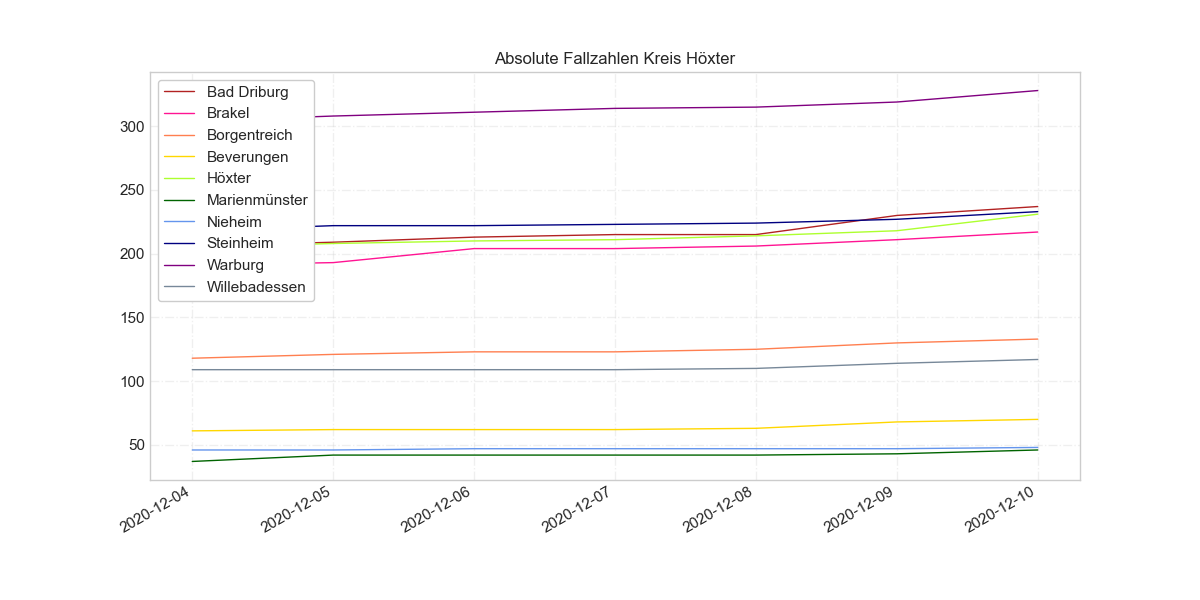 Absolute Fallzahlen Kreis Höxter
Bad Driburg
Brakel
Borgentreich
Beverungen
Höxter
Marienmünster
Nieheim
Steinheim
Warburg
Willebadessen
300
250
200
150
100
50
2020-12-04
2020-12-05
2020-12-06
2020-12-07
2020-12-08
2020-12-09
2020-12-10